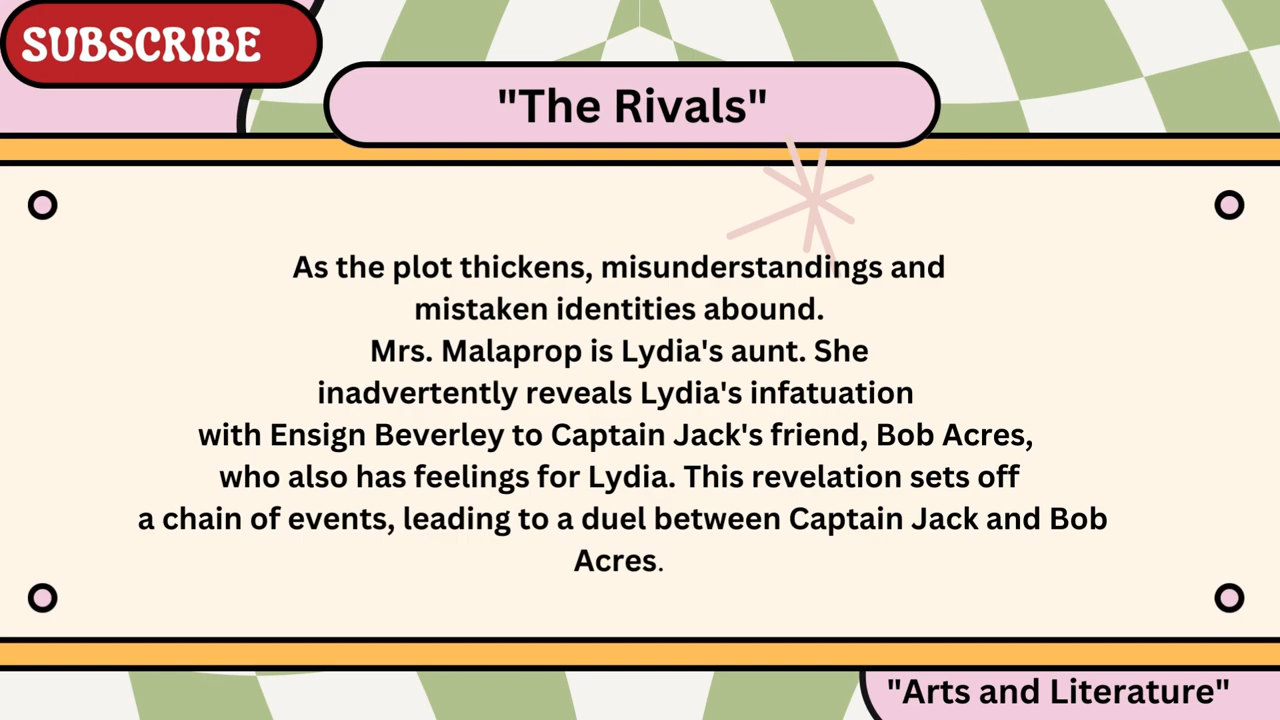 SUBSCRIBE
"The Rivals"
As the plot thickens, misunderstandings and
mistaken identities abound.
Mrs. Malaprop is Lydia's aunt. She
inadvertently reveals Lydia's infatuation
with Ensign Beverley to Captain Jack's friend, Bob Acres,
who also has feelings for Lydia. This revelation sets off
a chain of events, leading to a duel between Captain Jack and Bob
Acres.
"Arts and Literature"